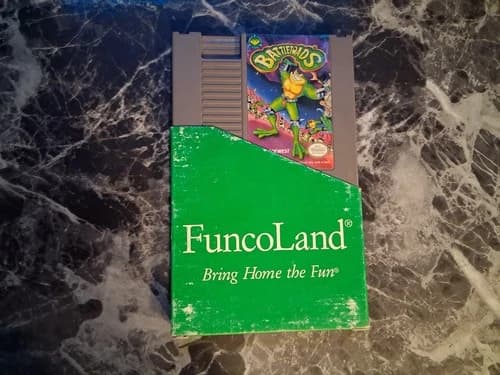 BATTLETOADS
FuncoLand®
Bring Home the Fun®